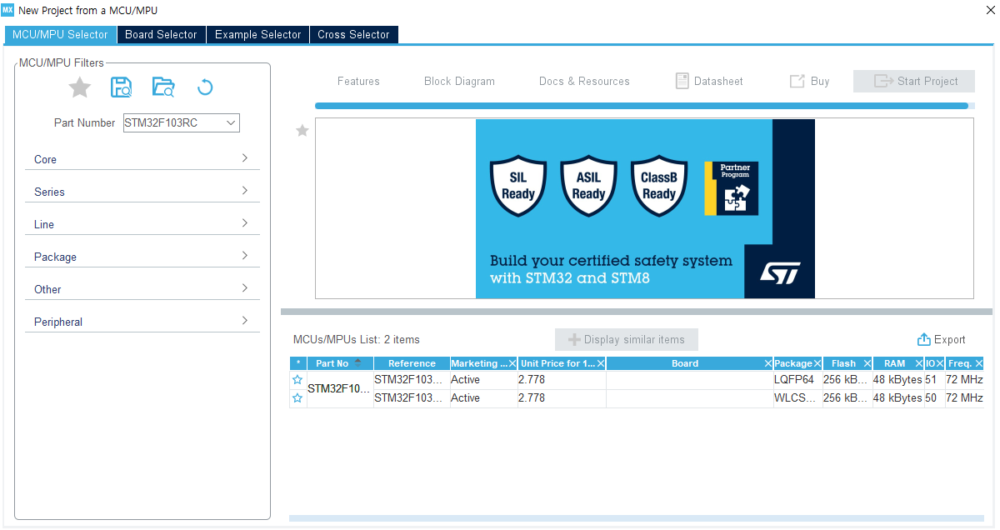 MX New Project from a MCU/MPU
MCU/MPU Selector Board Selector Example Selector Cross Selector
MCU/MPU Filters
Part Number STM32F103RC
Core
Series
Line
Package
Other
Peripheral
Features Block Diagram Docs & Resources Datasheet Buy Start Project
SIL Ready
ASIL Ready
ClassB Ready
Partner Program
Build your certified safety system
with STM32 and STM8
ST
MCUs/MPUs List: 2 items Display similar items Export
* Part No Reference Marketing ... Unit Price for 1... Board Package Flash RAM IO Freq.
STM32F10...
STM32F103... Active 2.778 LQFP64 256 kB... 48 kBytes 51 72 MHz
STM32F103... Active 2.778 WLCS... 256 kB... 48 kBytes 50 72 MHz